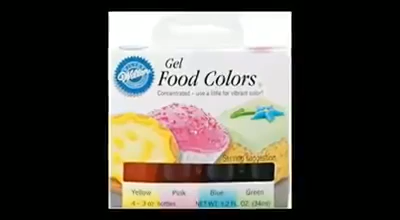 Wilton
Gel
Food Colors
Concentrated – use a little for vibrant color!
Serving Suggestion
Yellow Pink Blue Green
NET WT. 1.2 FL. OZ. (34ml)